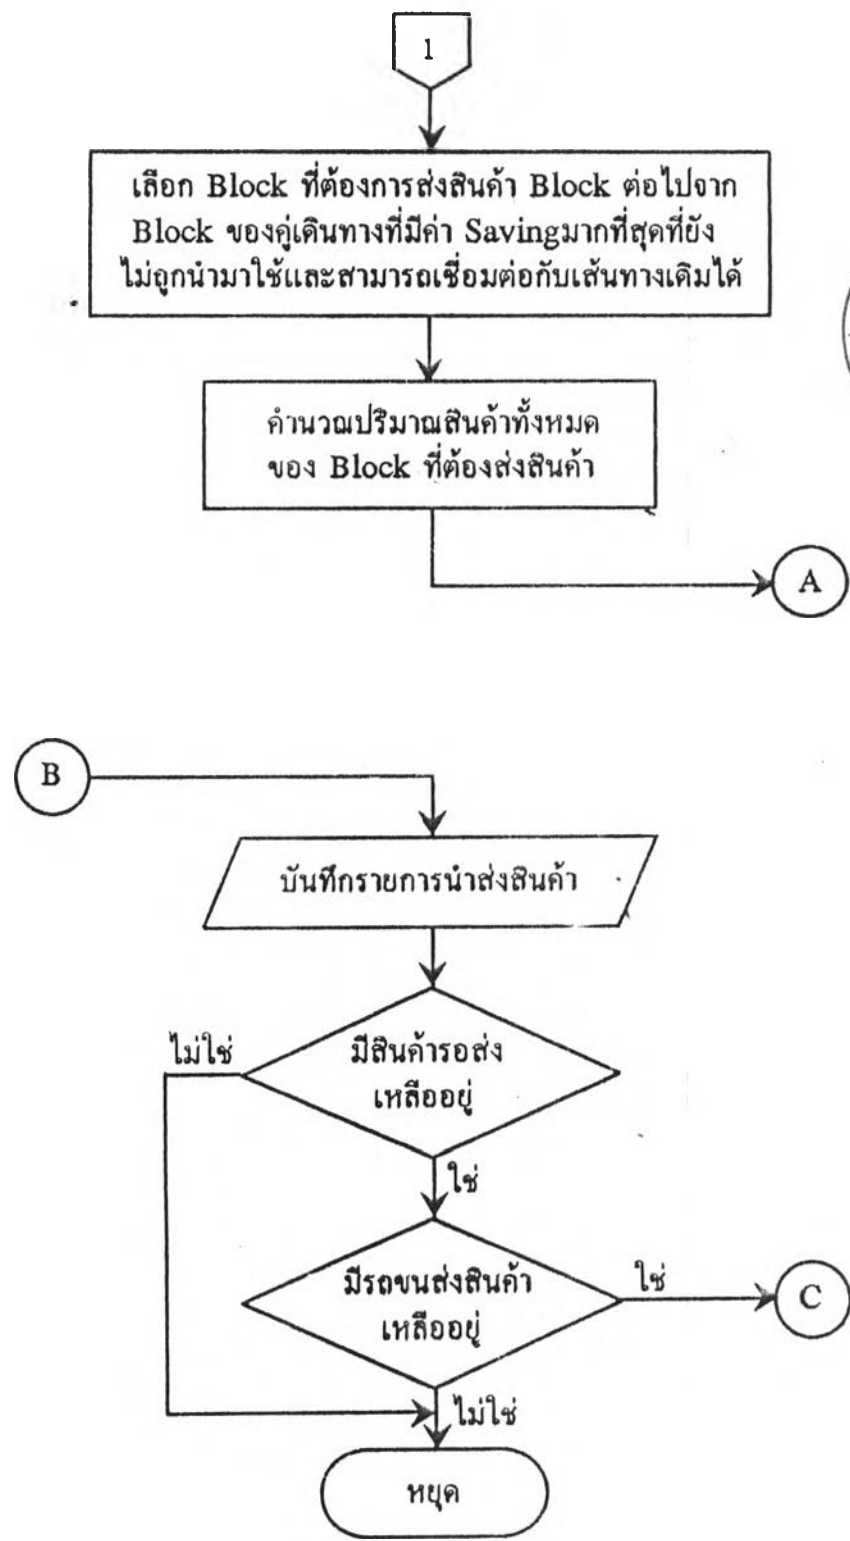 1
เลือก Block ที่ต้องการส่งสินค้า Block ต่อไปจาก
Block ของคู่เดินทางที่มีค่า Savingมากที่สุดที่ยัง
ไม่ถูกนำมาใช้และสามารถเชื่อมต่อกับเส้นทางเดิมได้
คำนวณปริมาณสินค้าทั้งหมด
ของ Block ที่ต้องส่งสินค้า
A
B
บันทึกรายการนำส่งสินค้า
ไม่ใช่
มีสินค้ารอส่ง
เหลืออยู่
ใช่
มีรถขนส่งสินค้า
เหลืออยู่
ใช่
C
ไม่ใช่
หยุด